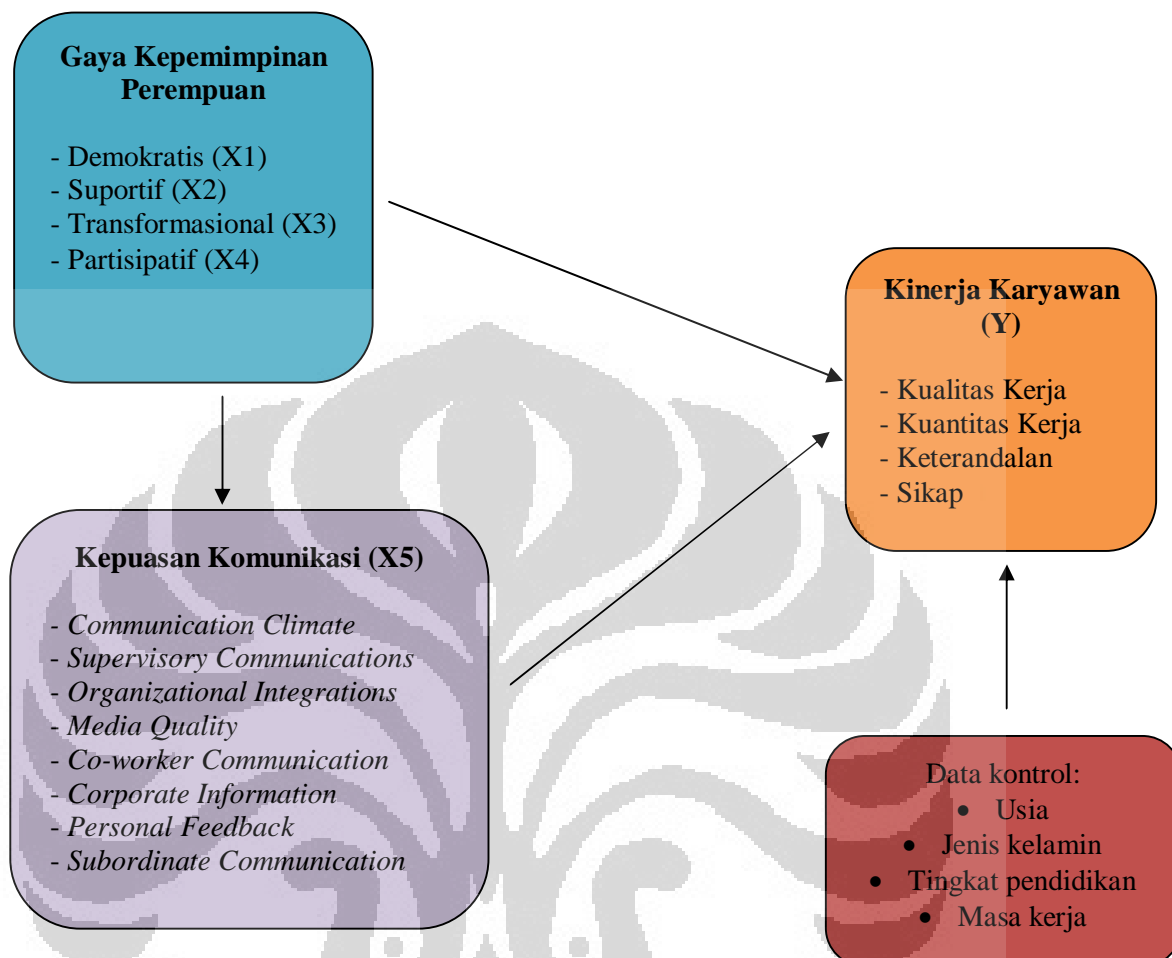 Gaya Kepemimpinan
Perempuan
- Demokratis (X1)
- Suportif (X2)
- Transformasional (X3)
- Partisipatif (X4)
Kinerja Karyawan
(Y)
- Kualitas Kerja
- Kuantitas Kerja
- Keterandalan
- Sikap
Kepuasan Komunikasi (X5)
- Communication Climate
- Supervisory Communications
- Organizational Integrations
- Media Quality
- Co-worker Communication
- Corporate Information
- Personal Feedback
- Subordinate Communication
Data kontrol:
• Usia
• Jenis kelamin
• Tingkat pendidikan
• Masa kerja